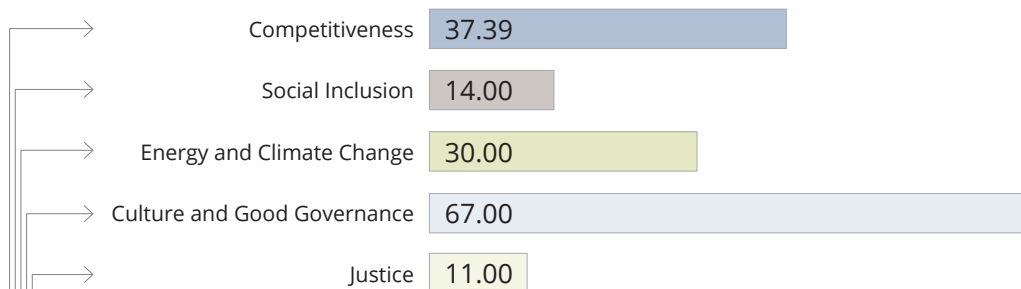 Competitiveness 37.39
Social Inclusion 14.00
Energy and Climate Change 30.00
Culture and Good Governance 67.00
Justice 11.00